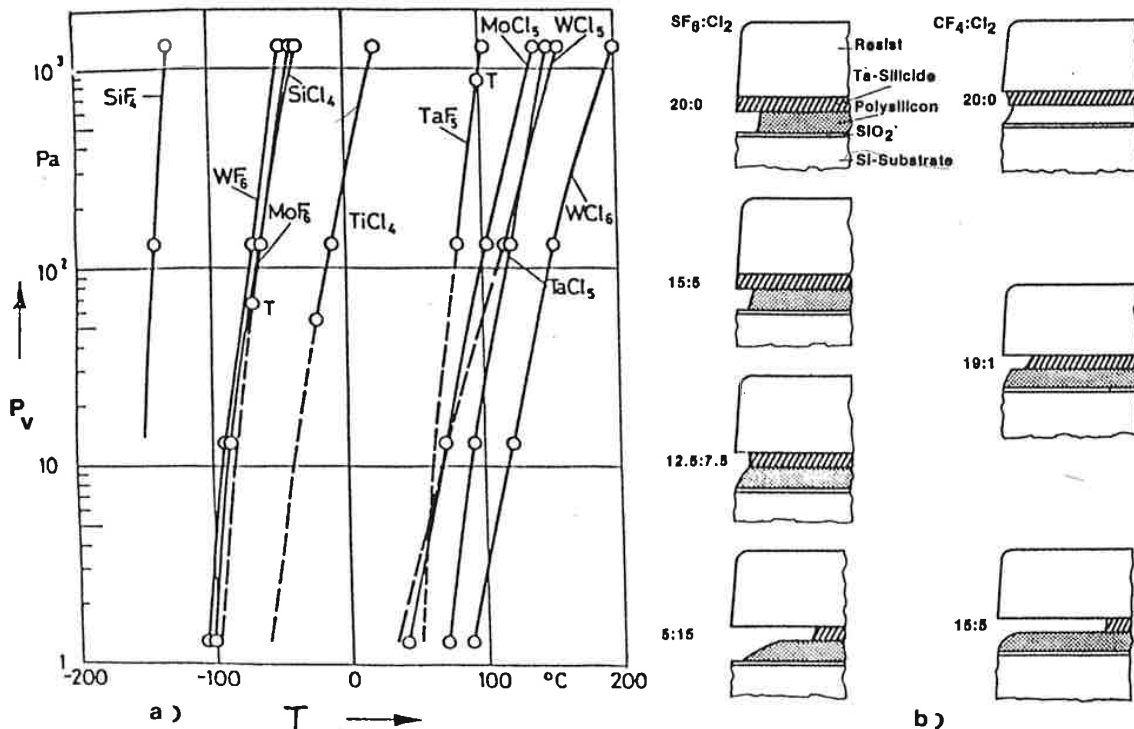 10³
Pa
10²
P_V
10
1
-200
-100
0
100
°C
200
a )
T
SiF₄
WF₆
MoF₆
SiCl₄
TiCl₄
TaF₅
T
T
MoCl₅
WCl₅
TaCl₅
WCl₆
SF₆:Cl₂
20:0
Resist
Ta-Silicide
Polysilicon
SIO₂
Si-Substrate
15:5
12.5:7.5
5:15
CF₄:Cl₂
20:0
19:1
15:5
b )